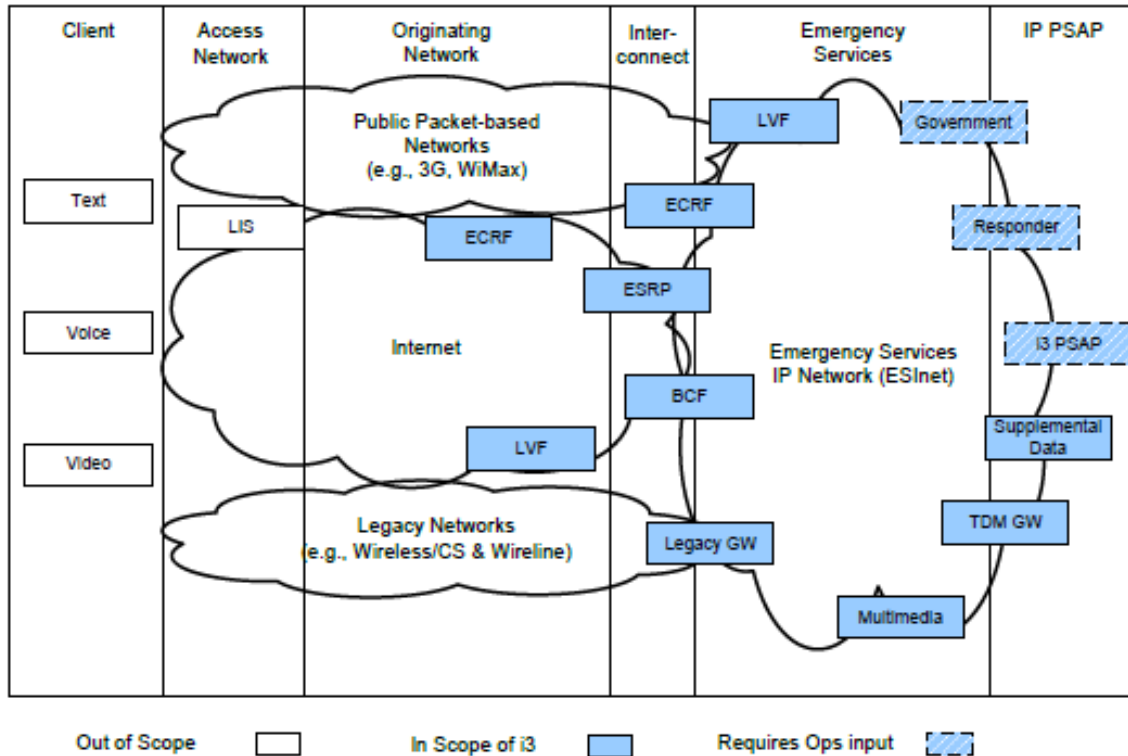 Client
Access
Network
Originating
Network
Inter-
connect
Emergency
Services
IP PSAP
Public Packet-based
Networks
(e.g., 3G, WiMax)
LVF
Government
Text
ECRF
LIS
ECRF
Responder
ESRP
Voice
Internet
Emergency Services
IP Network (ESInet)
i3 PSAP
BCF
Video
LVF
Supplemental
Data
Legacy Networks
(e.g., Wireless/CS & Wireline)
Legacy GW
TDM GW
Multimedia
Out of Scope
In Scope of i3
Requires Ops input